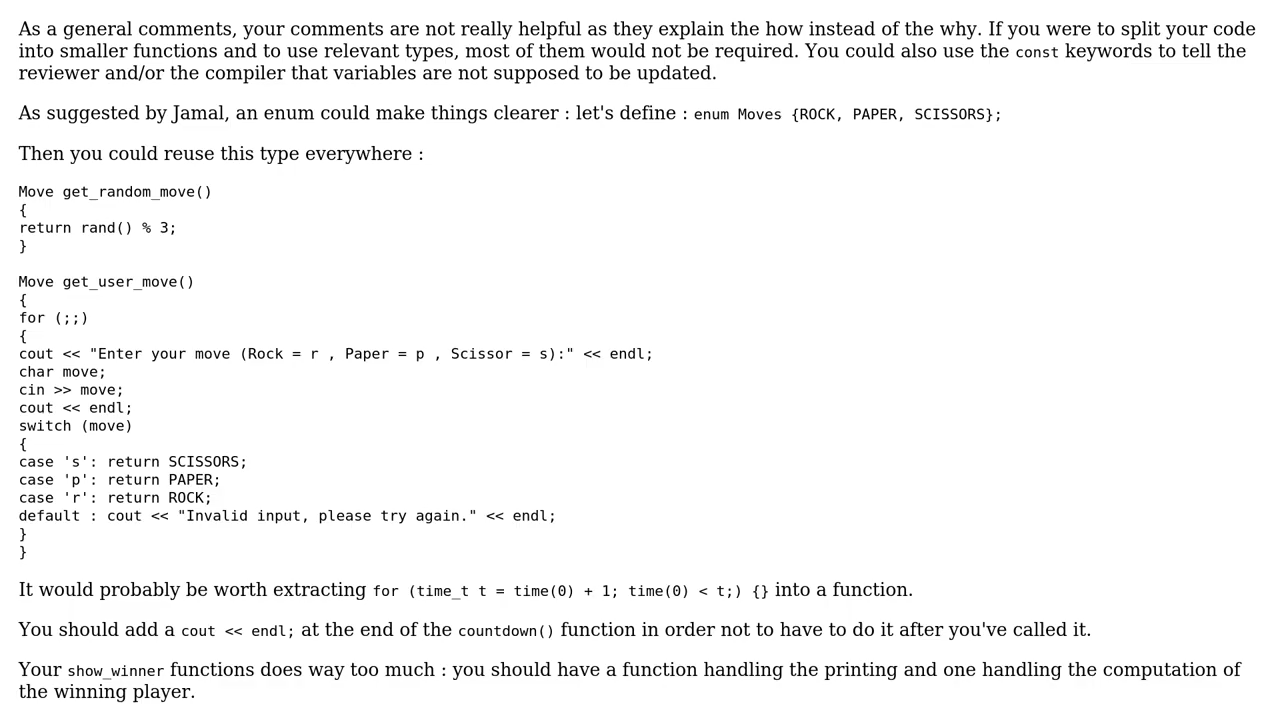 As a general comments, your comments are not really helpful as they explain the how instead of the why. If you were to split your code
into smaller functions and to use relevant types, most of them would not be required. You could also use the const keywords to tell the
reviewer and/or the compiler that variables are not supposed to be updated.
As suggested by Jamal, an enum could make things clearer : let's define : enum Moves {ROCK, PAPER, SCISSORS};
Then you could reuse this type everywhere :
Move get_random_move()
{
return rand() % 3;
}
Move get_user_move()
{
for (;;)
{
cout << "Enter your move (Rock = r , Paper = p , Scissor = s):" << endl;
char move;
cin >> move;
cout << endl;
switch (move)
{
case 's': return SCISSORS;
case 'p': return PAPER;
case 'r': return ROCK;
default : cout << "Invalid input, please try again." << endl;
}
}
It would probably be worth extracting for (time_t t = time(0) + 1; time(0) < t;) {} into a function.
You should add a cout << endl; at the end of the countdown() function in order not to have to do it after you've called it.
Your show_winner functions does way too much : you should have a function handling the printing and one handling the computation of
the winning player.